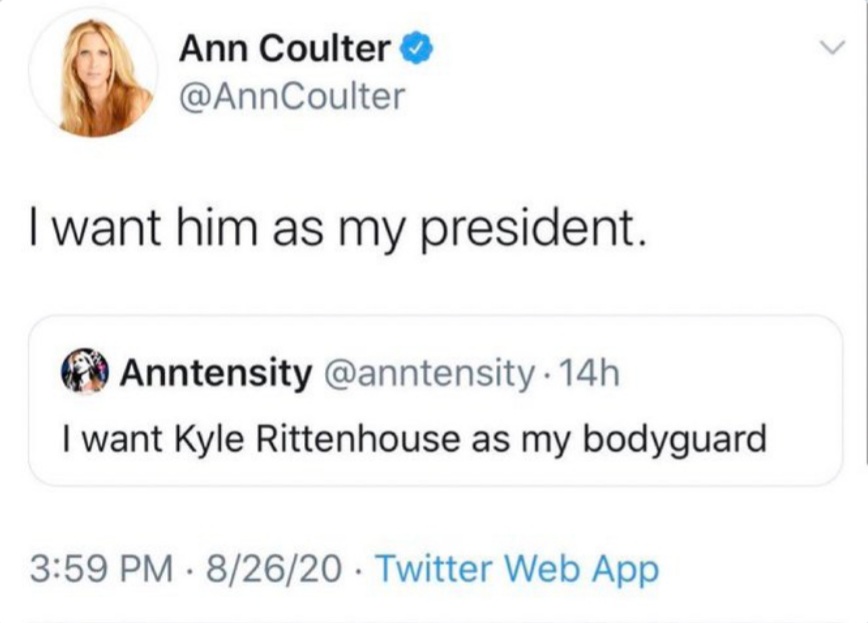 Ann Coulter
@AnnCoulter
I want him as my president.
Anntensity @anntensity · 14h
I want Kyle Rittenhouse as my bodyguard
3:59 PM · 8/26/20 · Twitter Web App